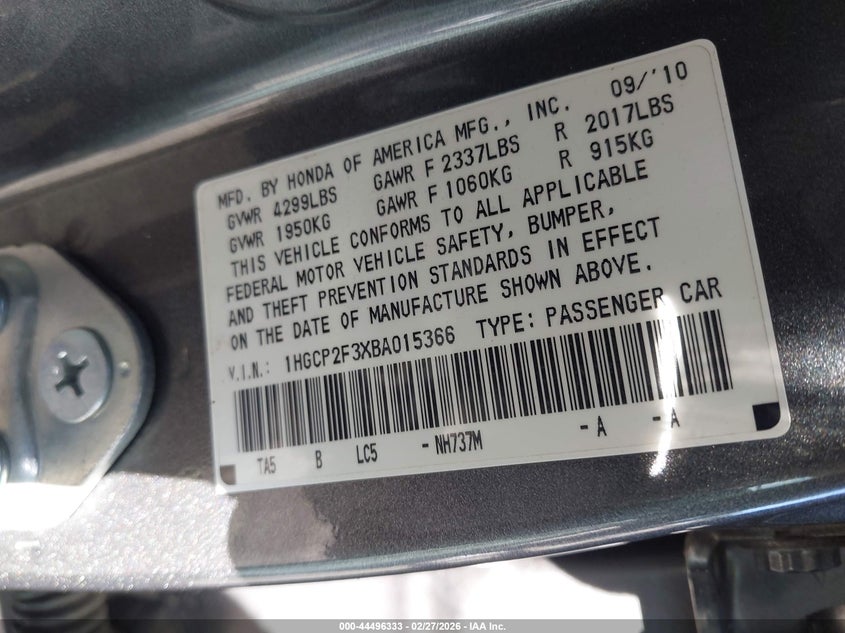 09/'10
MFD. BY HONDA OF AMERICA MFG., INC.
GVWR 4299LBS GAWR F 2337LBS R 2017LBS
GVWR 1950KG GAWR F 1060KG R 915KG
THIS VEHICLE CONFORMS TO ALL APPLICABLE
FEDERAL MOTOR VEHICLE SAFETY, BUMPER,
AND THEFT PREVENTION STANDARDS IN EFFECT
ON THE DATE OF MANUFACTURE SHOWN ABOVE.
V.I.N.: 1HGCP2F3XBA015366 TYPE: PASSENGER CAR
TA5 B LC5 -NH737M -A -A
000-44496333 - 02/27/2026 - IAA Inc.